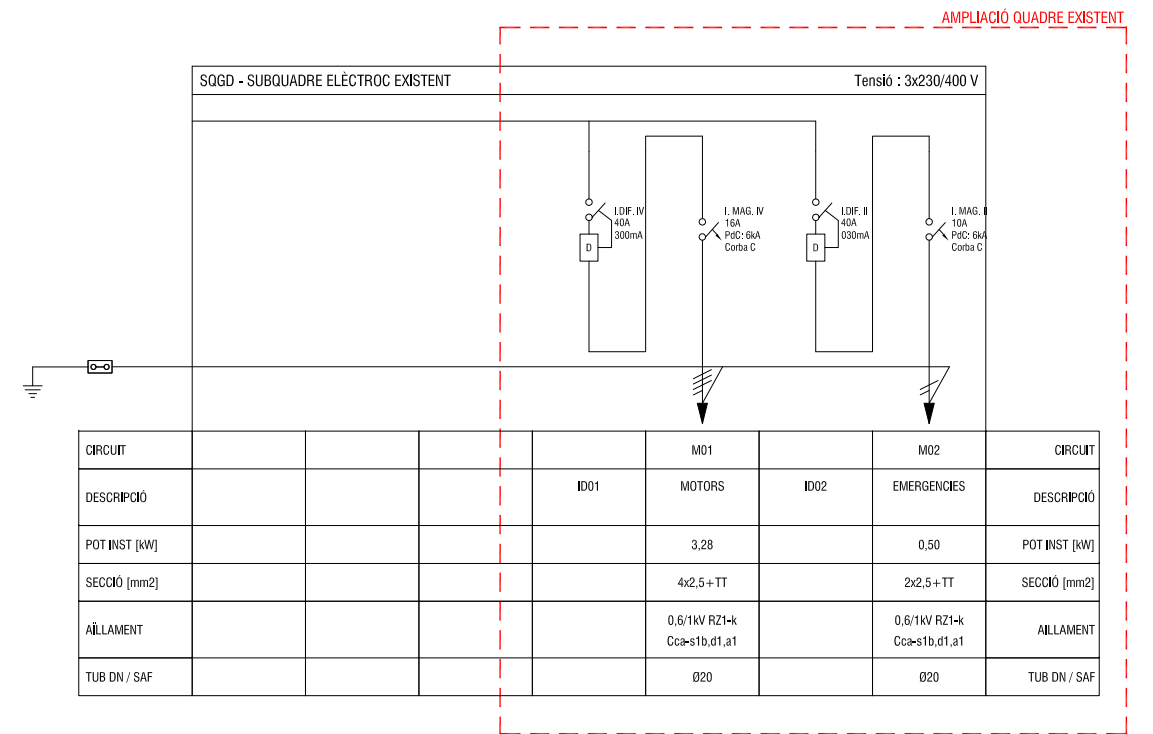 AMPLIACIÓ QUADRE EXISTENT
SQGD - SUBQUADRE ELÈCTROC EXISTENT
Tensió : 3x230/400 V
I.DIF. IV
40A
300mA
D
I. MAG. IV
16A
PdC: 6kA
Corba C
I.DIF. II
40A
030mA
D
I. MAG. II
10A
PdC: 6kA
Corba C
CIRCUIT M01 M02 CIRCUIT
DESCRIPCIÓ ID01 MOTORS ID02 EMERGENCIES DESCRIPCIÓ
POT INST [kW] 3,28 0,50 POT INST [kW]
SECCIÓ [mm2] 4x2,5+TT 2x2,5+TT SECCIÓ [mm2]
AÏLLAMENT 0,6/1kV RZ1-k 0,6/1kV RZ1-k AILLAMENT
Cca-s1b,d1,a1 Cca-s1b,d1,a1
TUB DN / SAF Ø20 Ø20 TUB DN / SAF